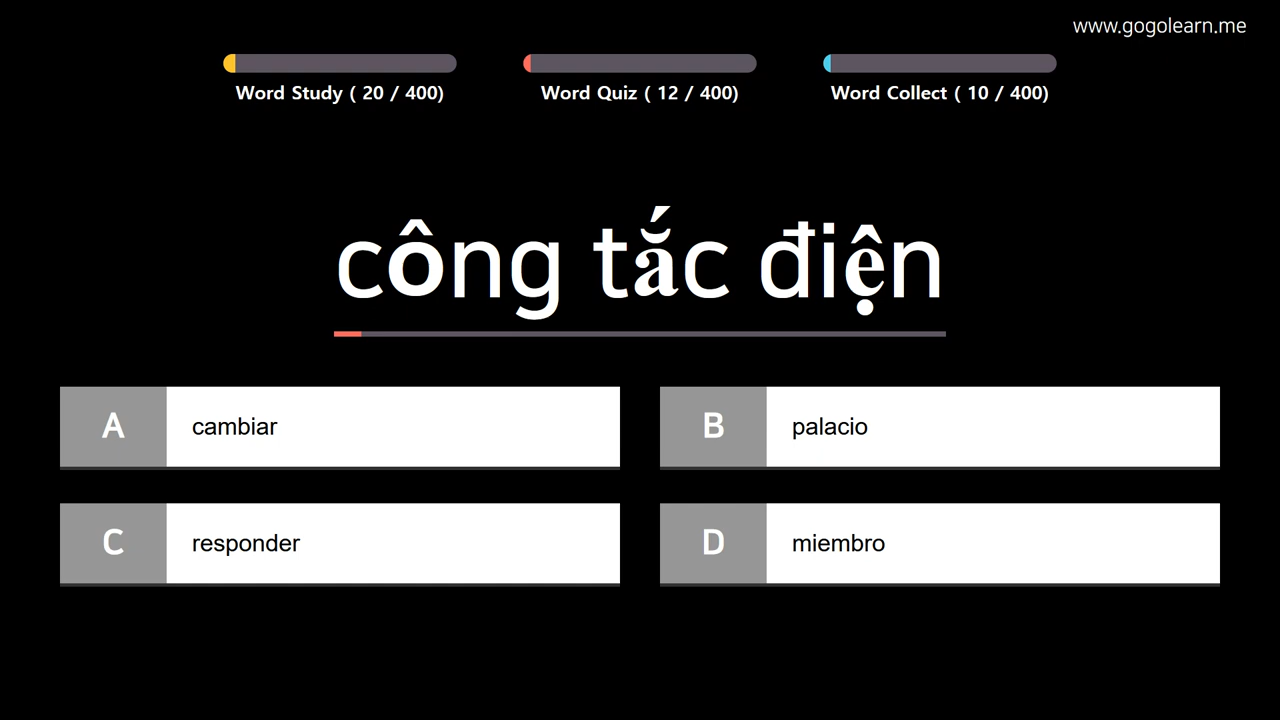 www.gogolearn.me
Word Study ( 20 / 400)
Word Quiz ( 12 / 400)
Word Collect ( 10 / 400)
công tắc điện
A cambiar
B palacio
C responder
D miembro